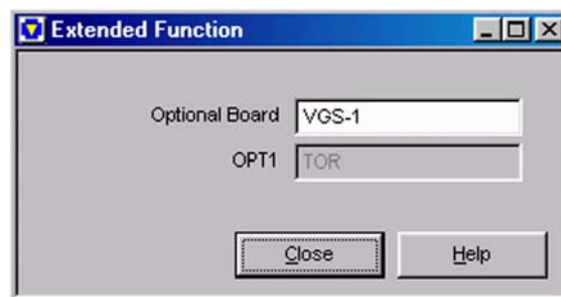 Extended Function
Optional Board VGS-1
OPT1 TOR
Close Help